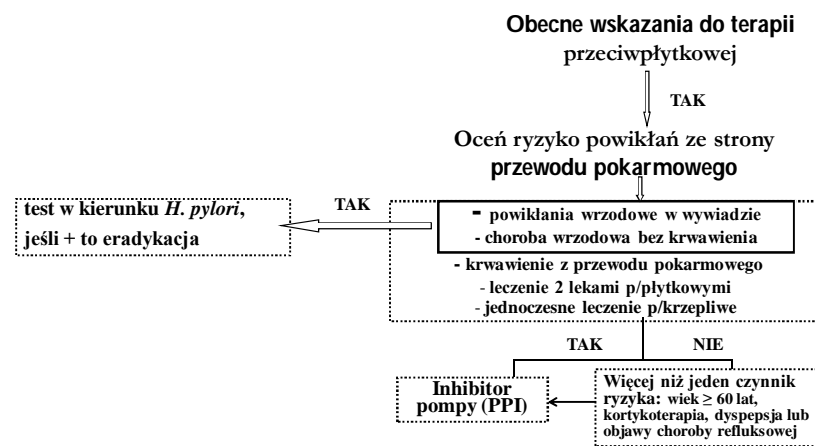 Obecne wskazania do terapii
przeciwpłytkowej
TAK
Oceń ryzyko powikłań ze strony
przewodu pokarmowego
TAK
test w kierunku H. pylori,
jeśli + to eradykacja
- powikłania wrzodowe w wywiadzie
- choroba wrzodowa bez krwawienia
- krwawienie z przewodu pokarmowego
- leczenie 2 lekami p/płytkowymi
-jednoczesne leczenie p/krzepliwe
TAK
NIE
Inhibitor
pompy (PPI)
Więcej niż jeden czynnik
ryzyka: wiek ≥ 60 lat,
kortykoterapia, dyspepsja lub
objawy choroby refluksowej